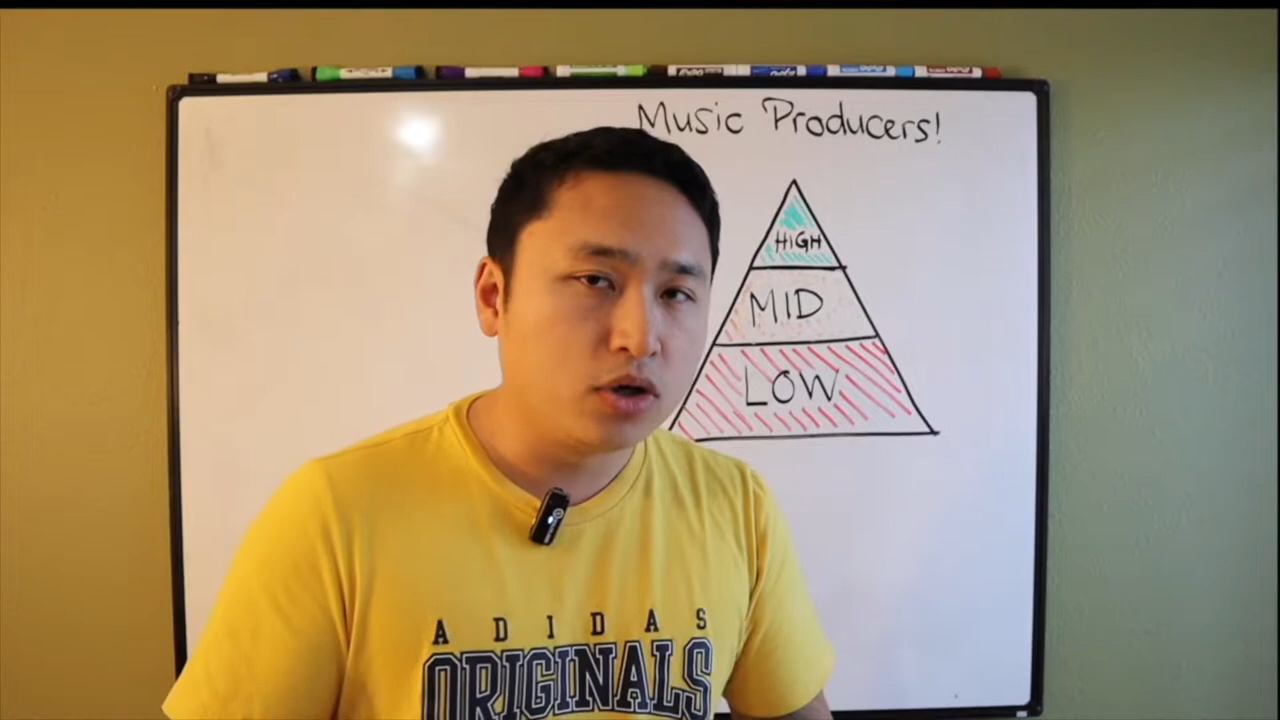 Music Producers!
HIGH
MID
LOW
ADIDAS
ORIGINALS